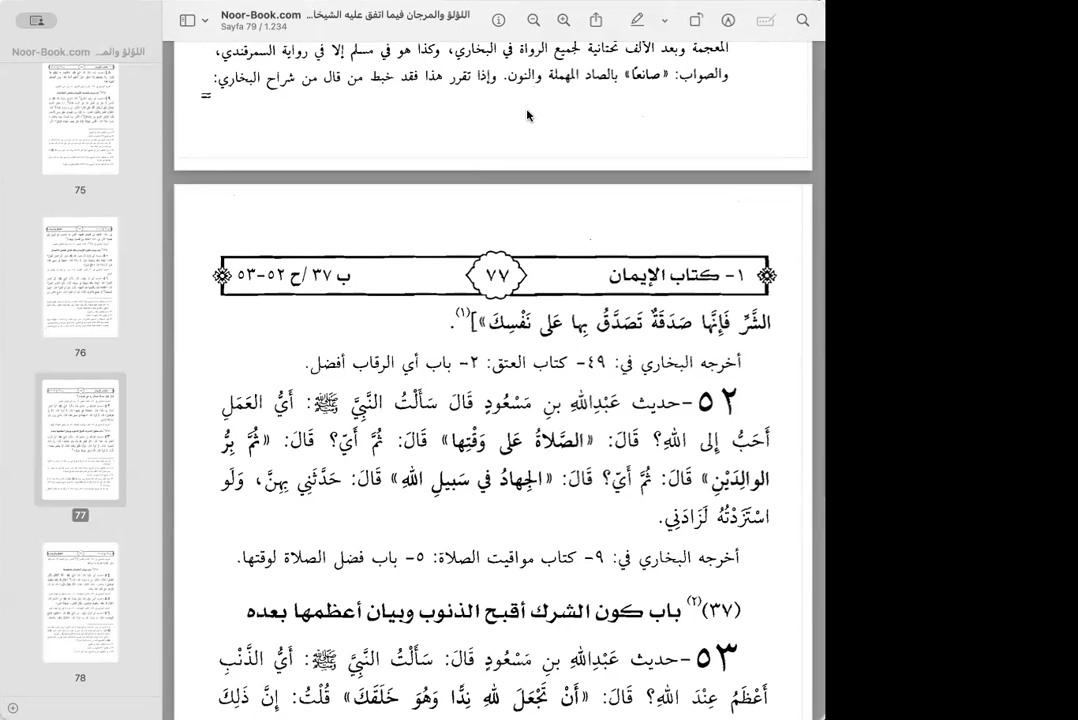 Noor-Book.com اللؤلؤ والمرجان فيما اتفق عليه الشيخا...
Sayfa 79 / 1.234
Noor-Book.com اللؤلؤ والمـ...
75
76
77
78
المعجمة وبعد الألف تحتانية لجميع الرواة في البخاري، وكذا هو في مسلم إلا في رواية السمرقندي،
والصواب: «صانعًا» بالصاد المهملة والنون. وإذا تقرر هذا فقد خبط من قال من شراح البخاري:
=
١- كتاب الإيمان ٧٧ ب ٣٧ /ح ٥٢-٥٣
الشَّرِّ فَإِنَّها صَدَقَةٌ تَصَدَّقُ بِها عَلى نَفْسِكَ»](١).
أخرجه البخاري في: ٤٩- كتاب العتق: ٢- باب أي الرقاب أفضل.
٥٢-حديث عَبْدِاللهِ بنِ مَسْعُودٍ قَالَ سَأَلْتُ النَّبِيَّ ﷺ: أَيُّ العَمَلِ
أَحَبُّ إِلى اللهِ؟ قَالَ: «الصَّلاةُ عَلى وَقْتِها» قَالَ: ثُمَّ أَيّ؟ قَالَ: «ثُمَّ بِرُّ
الوالِدَيْنِ» قَالَ: ثُمَّ أَيّ؟ قَالَ: «الجِهادُ في سَبيلِ اللهِ» قَالَ: حَدَّثَنِي بِهِنَّ، وَلَو
اسْتَزَدْتُهُ لَزَادَنِي.
أخرجه البخاري في: ٩- كتاب مواقيت الصلاة: ٥- باب فضل الصلاة لوقتها.
(٣٧)(٢) باب كون الشرك أقبح الذنوب وبيان أعظمها بعده
٥٣-حديث عَبْدِاللهِ بنِ مَسْعُودٍ قَالَ: سَأَلْتُ النَّبِيَّ ﷺ: أَيُّ الذَّنْبِ
أَعْظَمُ عِنْدَ اللهِ؟ قَالَ: «أَنْ تَجْعَلَ للهِ نِدًّا وَهُوَ خَلَقَكَ» قُلْتُ: إِنَّ ذَلِكَ